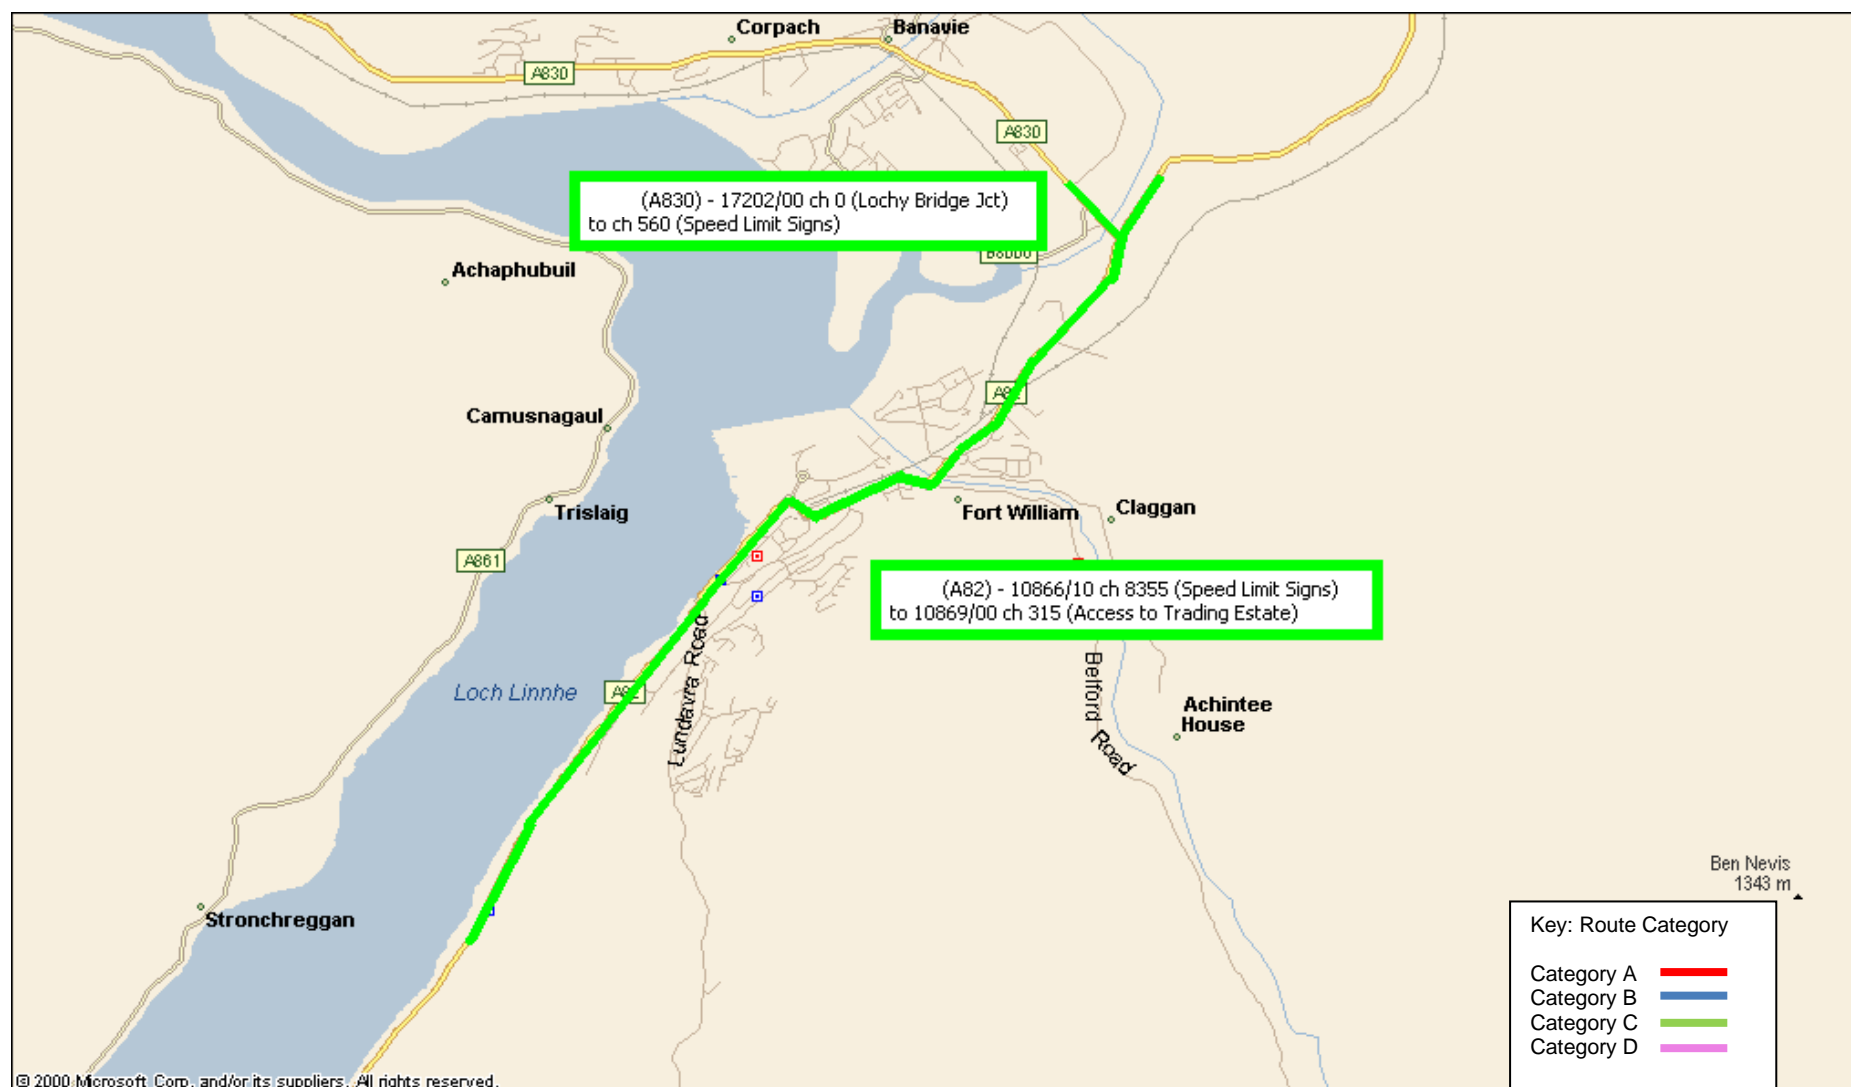 Corpach
Banavie
A830
A830
(A830) - 17202/00 ch 0 (Lochy Bridge Jct)
to ch 560 (Speed Limit Signs)
Achaphubuil
A82
Camusnagaul
Trislaig
Fort William
Claggan
A861
(A82) - 10866/10 ch 8355 (Speed Limit Signs)
to 10869/00 ch 315 (Access to Trading Estate)
Lundavra Road
Belford Road
Loch Linnhe
A82
Achintee
House
Ben Nevis
1343 m
Stronchreggan
Key: Route Category
Category A
Category B
Category C
Category D
© 2000 Microsoft Corp. and/or its suppliers. All rights reserved.